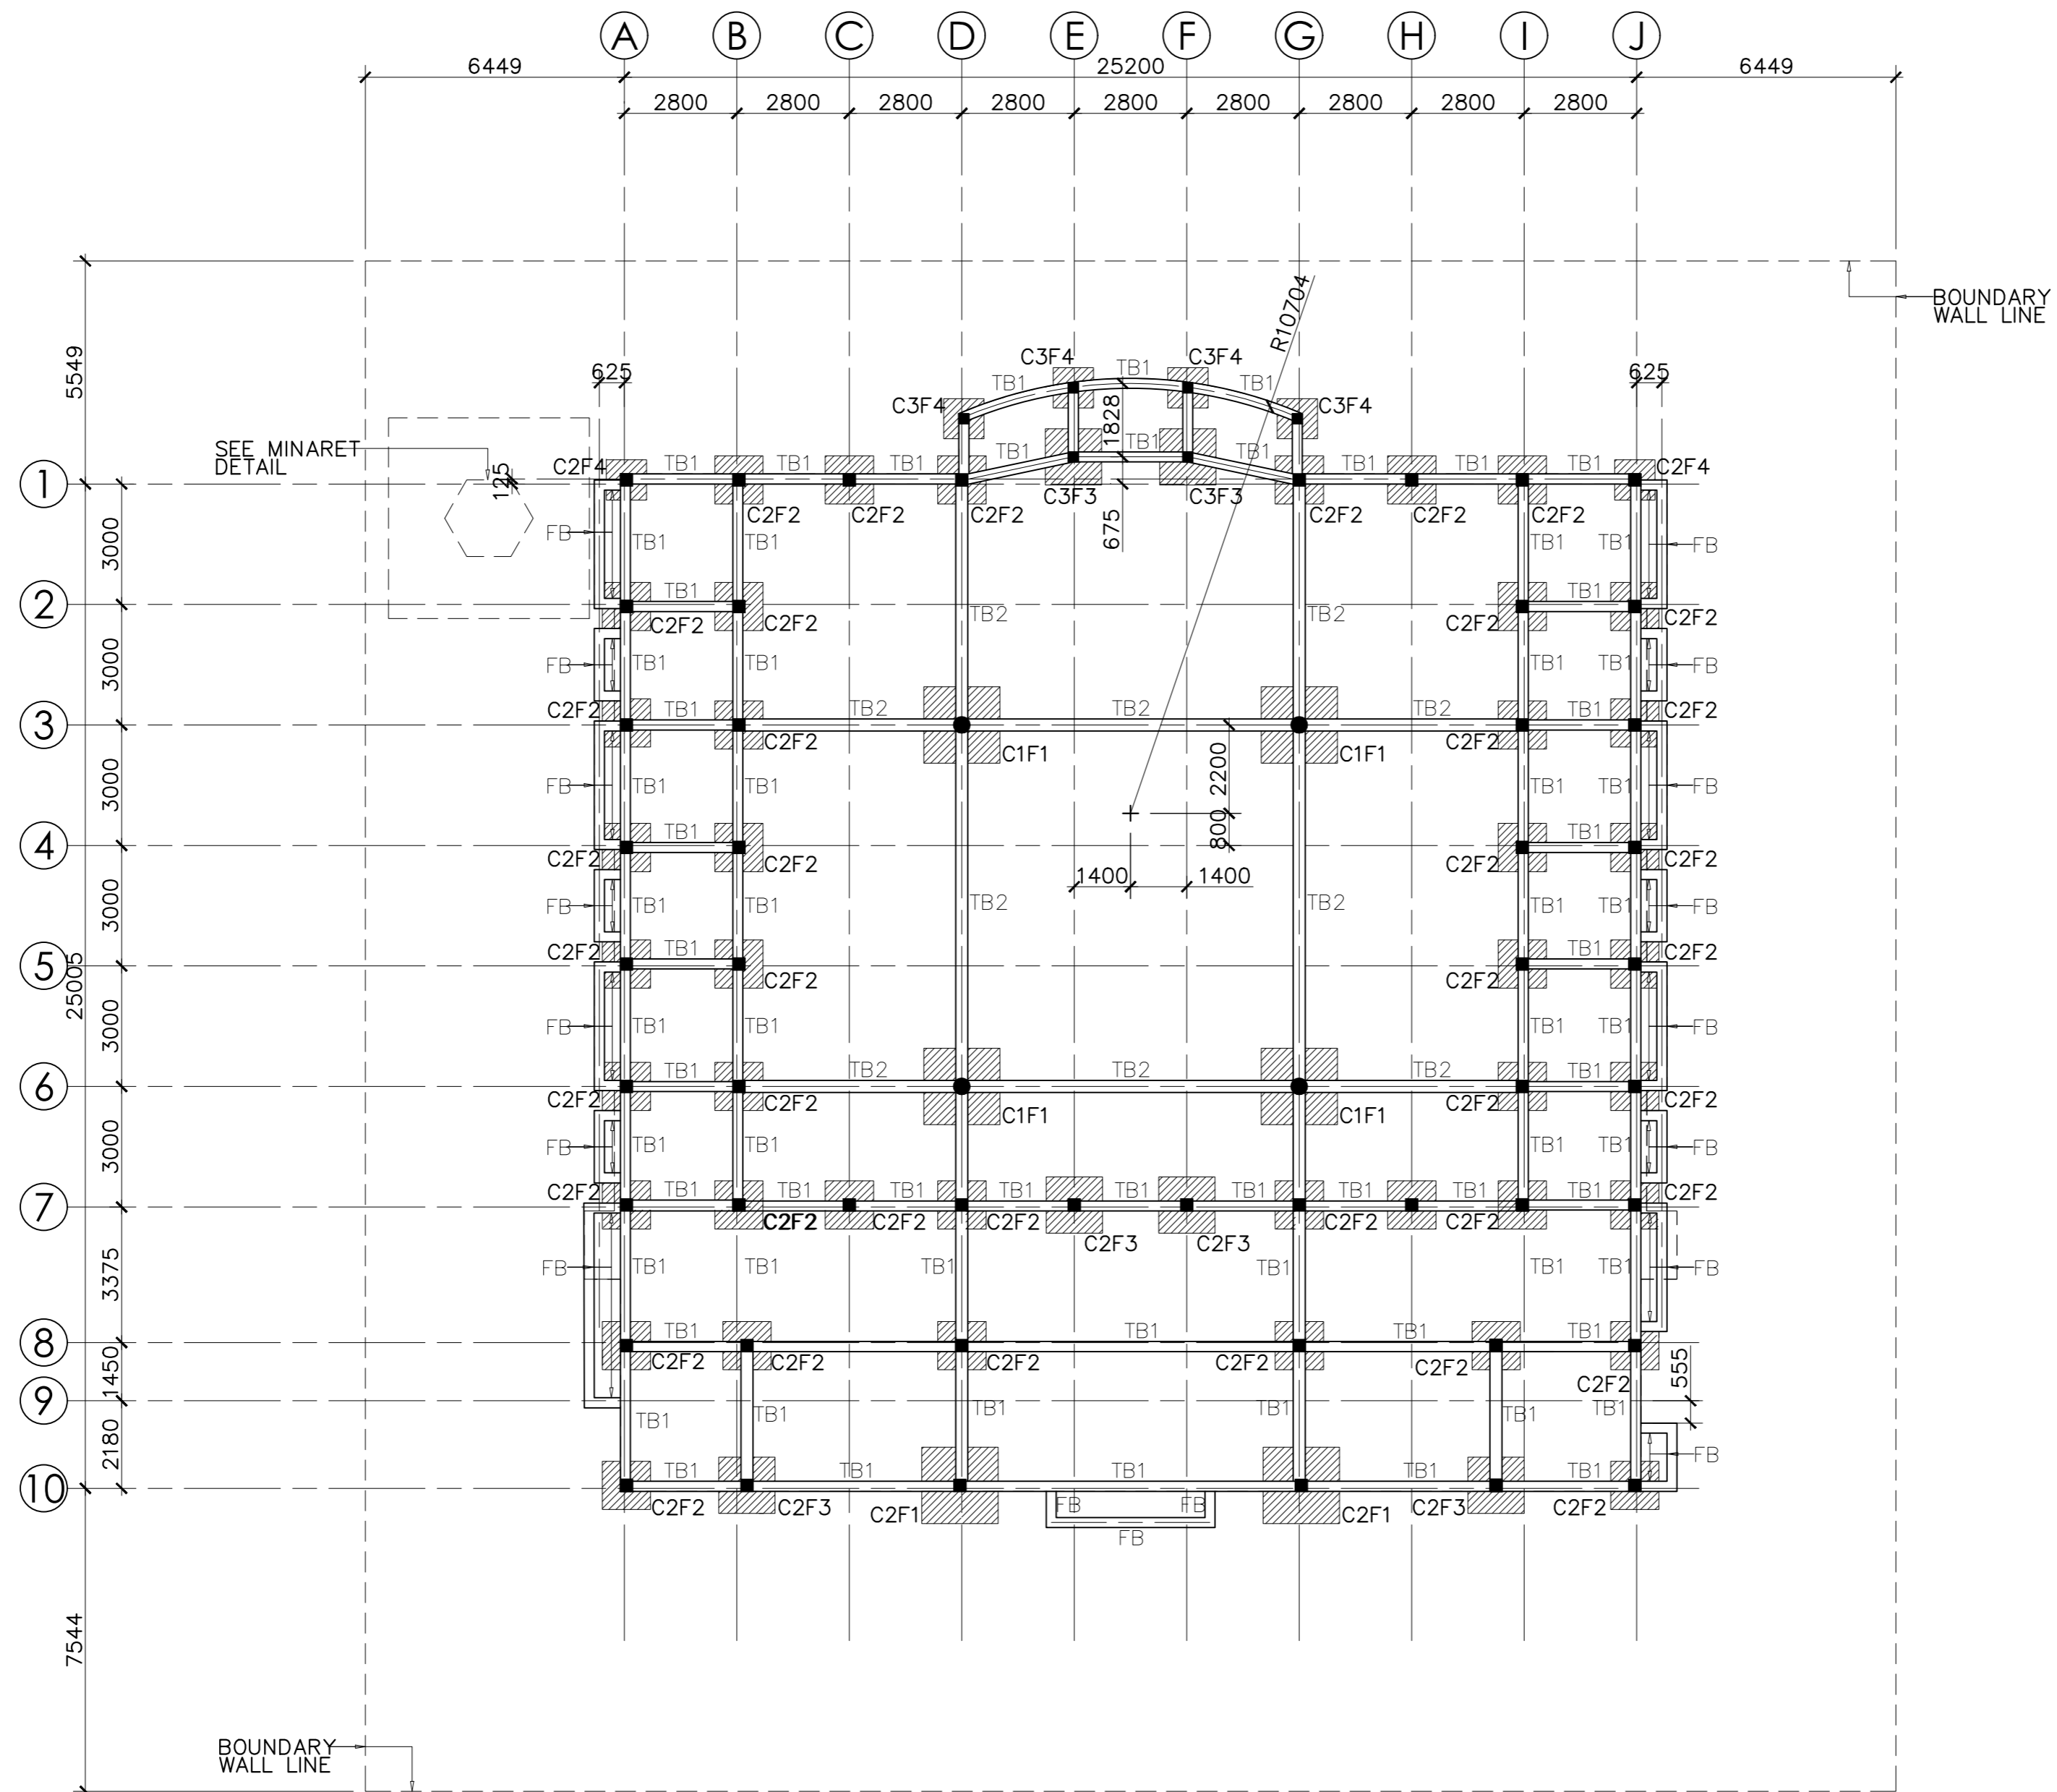 A B C D E F G H I J
6449 25200 6449
2800 2800 2800 2800 2800 2800 2800 2800 2800
BOUNDARY
WALL LINE
R10704
5549
C3F4 TB1 C3F4
625 TB1 TB1 625
C3F4 C3F4
1828
SEE MINARET
DETAIL
TB1 TB1 TB1
C2F4 TB1 TB1 TB1 TB1 TB1 TB1 C2F4
125
1
C3F3 C3F3
C2F2 C2F2 C2F2 C2F2 C2F2 C2F2
675
3000
FB TB1 TB1 TB1 TB1 FB
TB1 TB1
2
C2F2 C2F2 TB2 TB2 C2F2 C2F2
3000
FB TB1 TB1 TB1 TB1 FB
C2F2 TB1 TB2 TB2 TB2 TB1 C2F2
3
C2F2 C1F1 C1F1 C2F2
2200
3000
FB TB1 TB1 TB1 TB1 FB
800
TB1 TB1
4
C2F2 C2F2 C2F2 C2F2
1400 1400
3000
FB TB1 TB1 TB2 TB2 TB1 TB1 FB
C2F2 TB1 TB1 C2F2
5
25005
C2F2 C2F2
3000
FB TB1 TB1 TB1 TB1 FB
TB1 TB2 TB2 TB2 TB1
6
C2F2 C2F2 C1F1 C1F1 C2F2 C2F2
3000
FB TB1 TB1 TB1 TB1 FB
C2F2 TB1 TB1 TB1 TB1 TB1 TB1 TB1 TB1 TB1 C2F2
7
C2F2 C2F2 C2F2 C2F3 C2F3 C2F2 C2F2
3375
FB TB1 TB1 TB1 TB1 TB1 TB1 FB
TB1 TB1 TB1 TB1
8
C2F2 C2F2 C2F2 C2F2 C2F2 C2F2
1450
555
9
TB1 TB1 TB1 TB1 TB1 TB1
2180
FB
TB1 TB1 TB1 TB1 TB1
10
C2F2 C2F3 C2F1 FB FB C2F1 C2F3 C2F2
FB
7544
BOUNDARY
WALL LINE